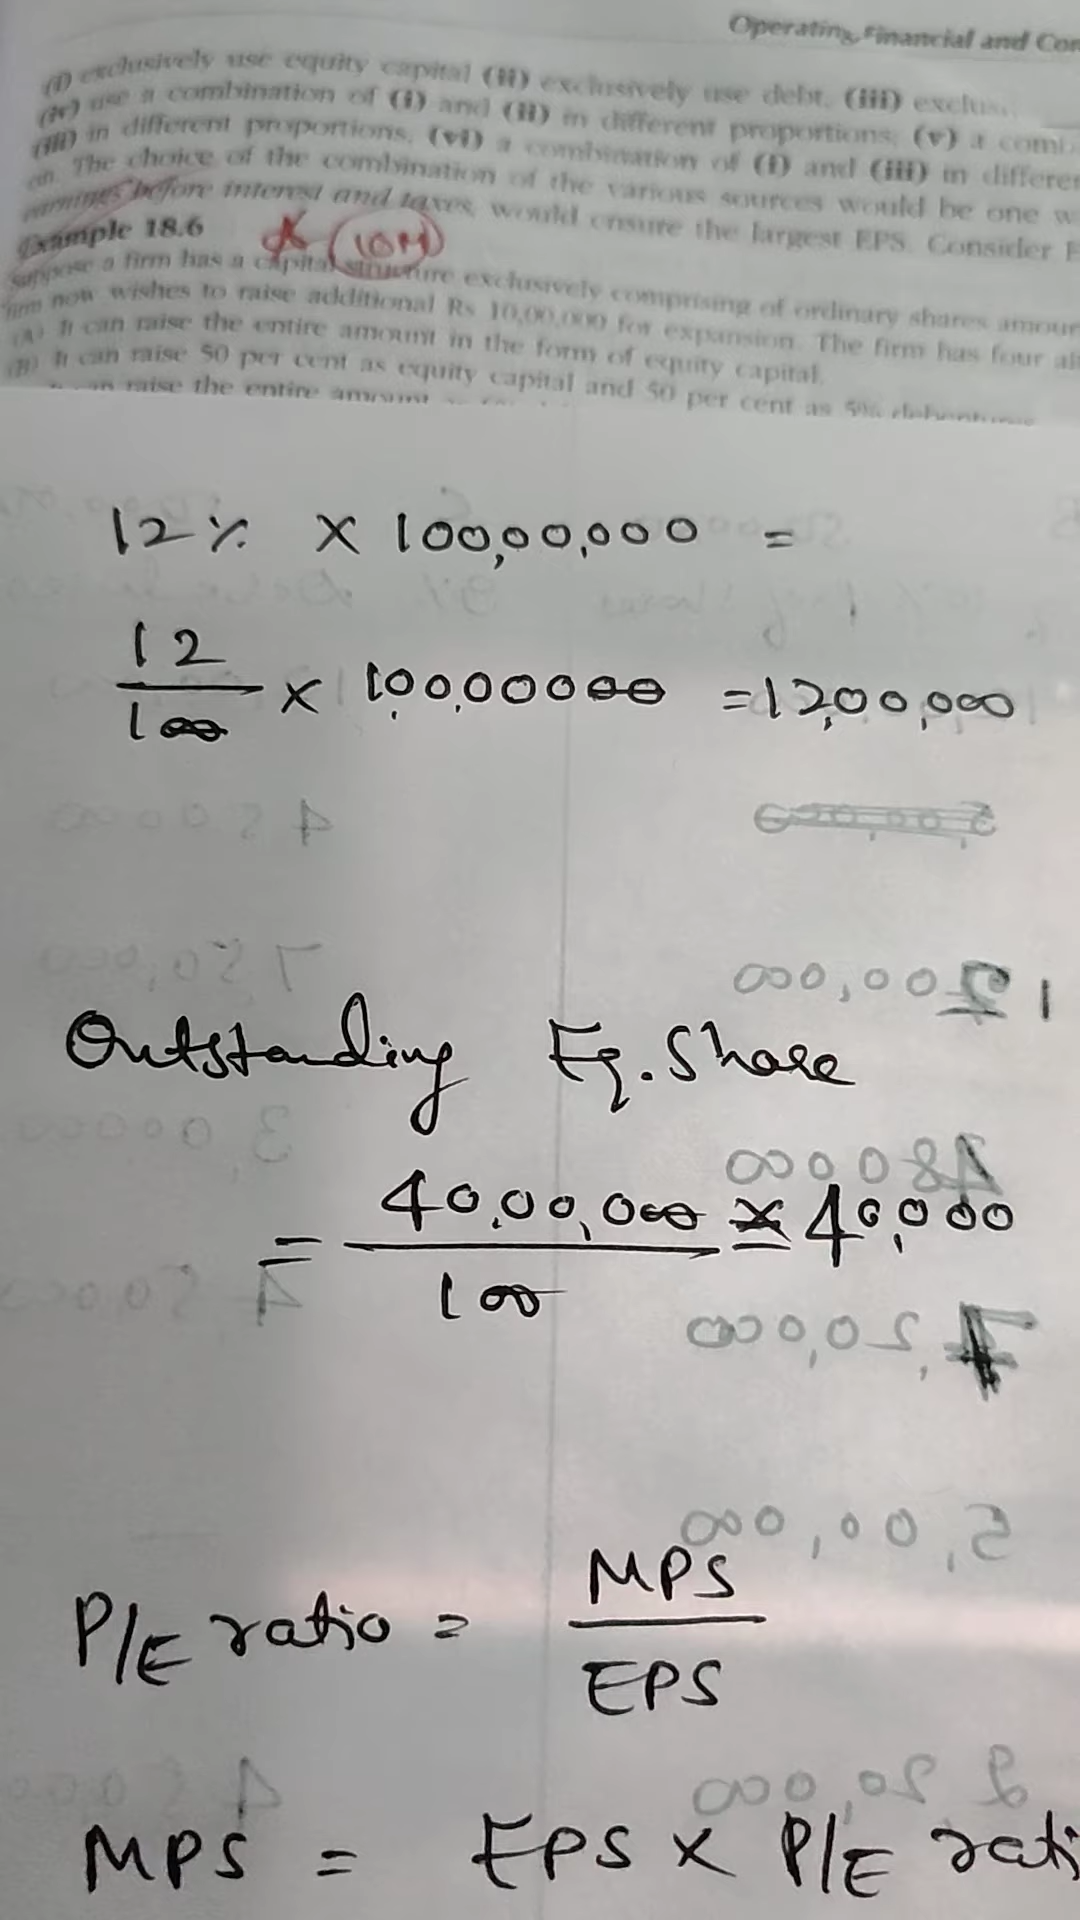 Operating, Financial and Con
(i) exclusively use equity capital (ii) exclusively use debt, (iii) exclus
(iv) use a combination of (i) and (ii) in different proportions; (v) a comb
(iii) in different proportions, (vi) a combination of (i) and (iii) in differen
on. The choice of the combination of the various sources would be one w
earnings before interest and taxes, would ensure the largest EPS. Consider E
Example 18.6 (10M)
Suppose a firm has a capital structure exclusively comprising of ordinary shares amoun
firm now wishes to raise additional Rs 10,00,000 for expansion. The firm has four alt
(A) It can raise the entire amount in the form of equity capital.
(B) It can raise 50 per cent as equity capital and 50 per cent as 5% debentures
raise the entire amount
12% × 100,00,000 =
12/100 × 100,00000 = 12,00,000
Outstanding Eq. Share
= 40,00,000/100 = 40,000
P/E ratio = MPS/EPS
MPS = EPS × P/E rati